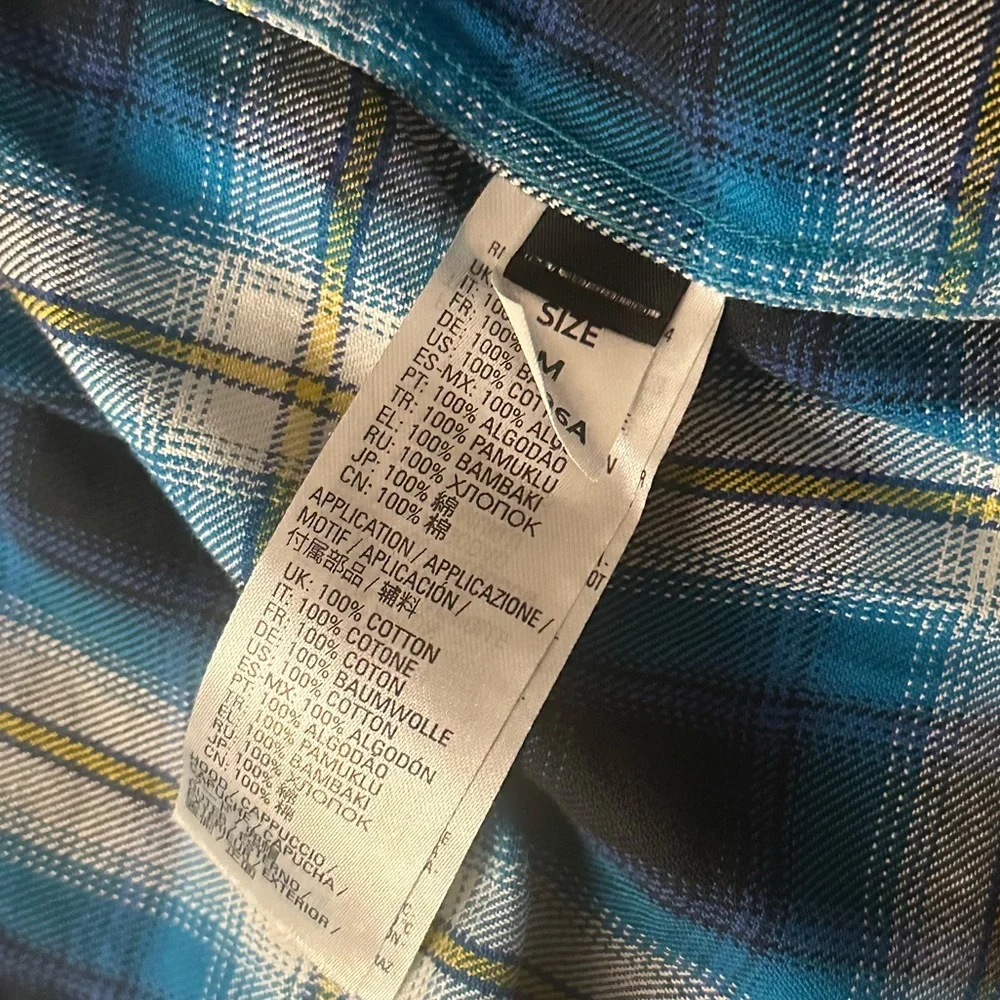 SIZE
M
UK: 100%
IT: 100%
FR: 100%
DE: 100%
US: 100%
ES-MX: 100%
PT: 100% ALGODÃO
TR: 100% PAMUKLU
EL: 100% BAMBAKI
RU: 100% ХЛОПОК
JP: 100% 綿
CN: 100% 棉
APPLICATION / APPLICAZIONE /
MOTIF / APLICACIÓN /
付属部品 / 辅料
UK: 100% COTTON
IT: 100% COTONE
FR: 100% COTON
DE: 100% BAUMWOLLE
US: 100% COTTON
ES-MX: 100% ALGODÓN
PT: 100% ALGODÃO
TR: 100% PAMUKLU
EL: 100% BAMBAKI
RU: 100% ХЛОПОК
JP: 100% 綿
CN: 100% 棉
HOOD / CAPPUCCIO /
CAPUCHA /
EXTERIOR /